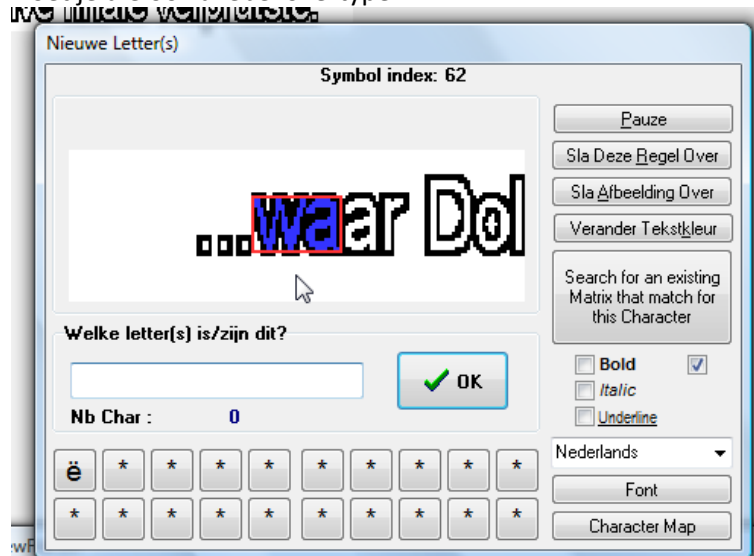 Nieuwe Letter(s)
Symbol index: 62
...waar Dol
Welke letter(s) is/zijn dit?
OK
Nb Char : 0
ë * * * * * * * * *
* * * * * * * * * *
Pauze
Sla Deze Regel Over
Sla Afbeelding Over
Verander Tekstkleur
Search for an existing
Matrix that match for
this Character
Bold
Italic
Underline
Nederlands
Font
Character Map